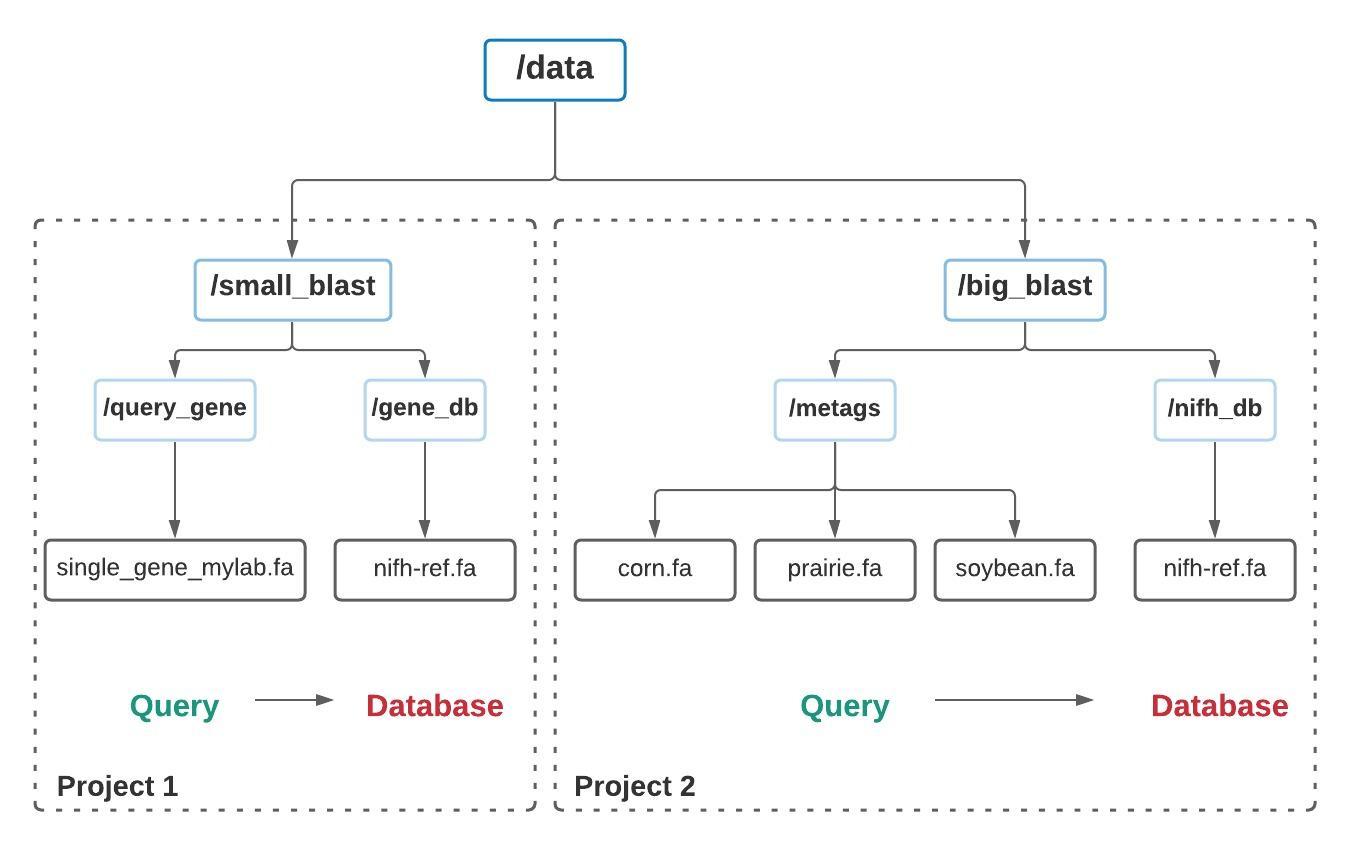 /data
/small_blast
/big_blast
/query_gene
/gene_db
/metags
/nifh_db
single_gene_mylab.fa
nifh-ref.fa
corn.fa
prairie.fa
soybean.fa
nifh-ref.fa
Query
Database
Query
Database
Project 1
Project 2